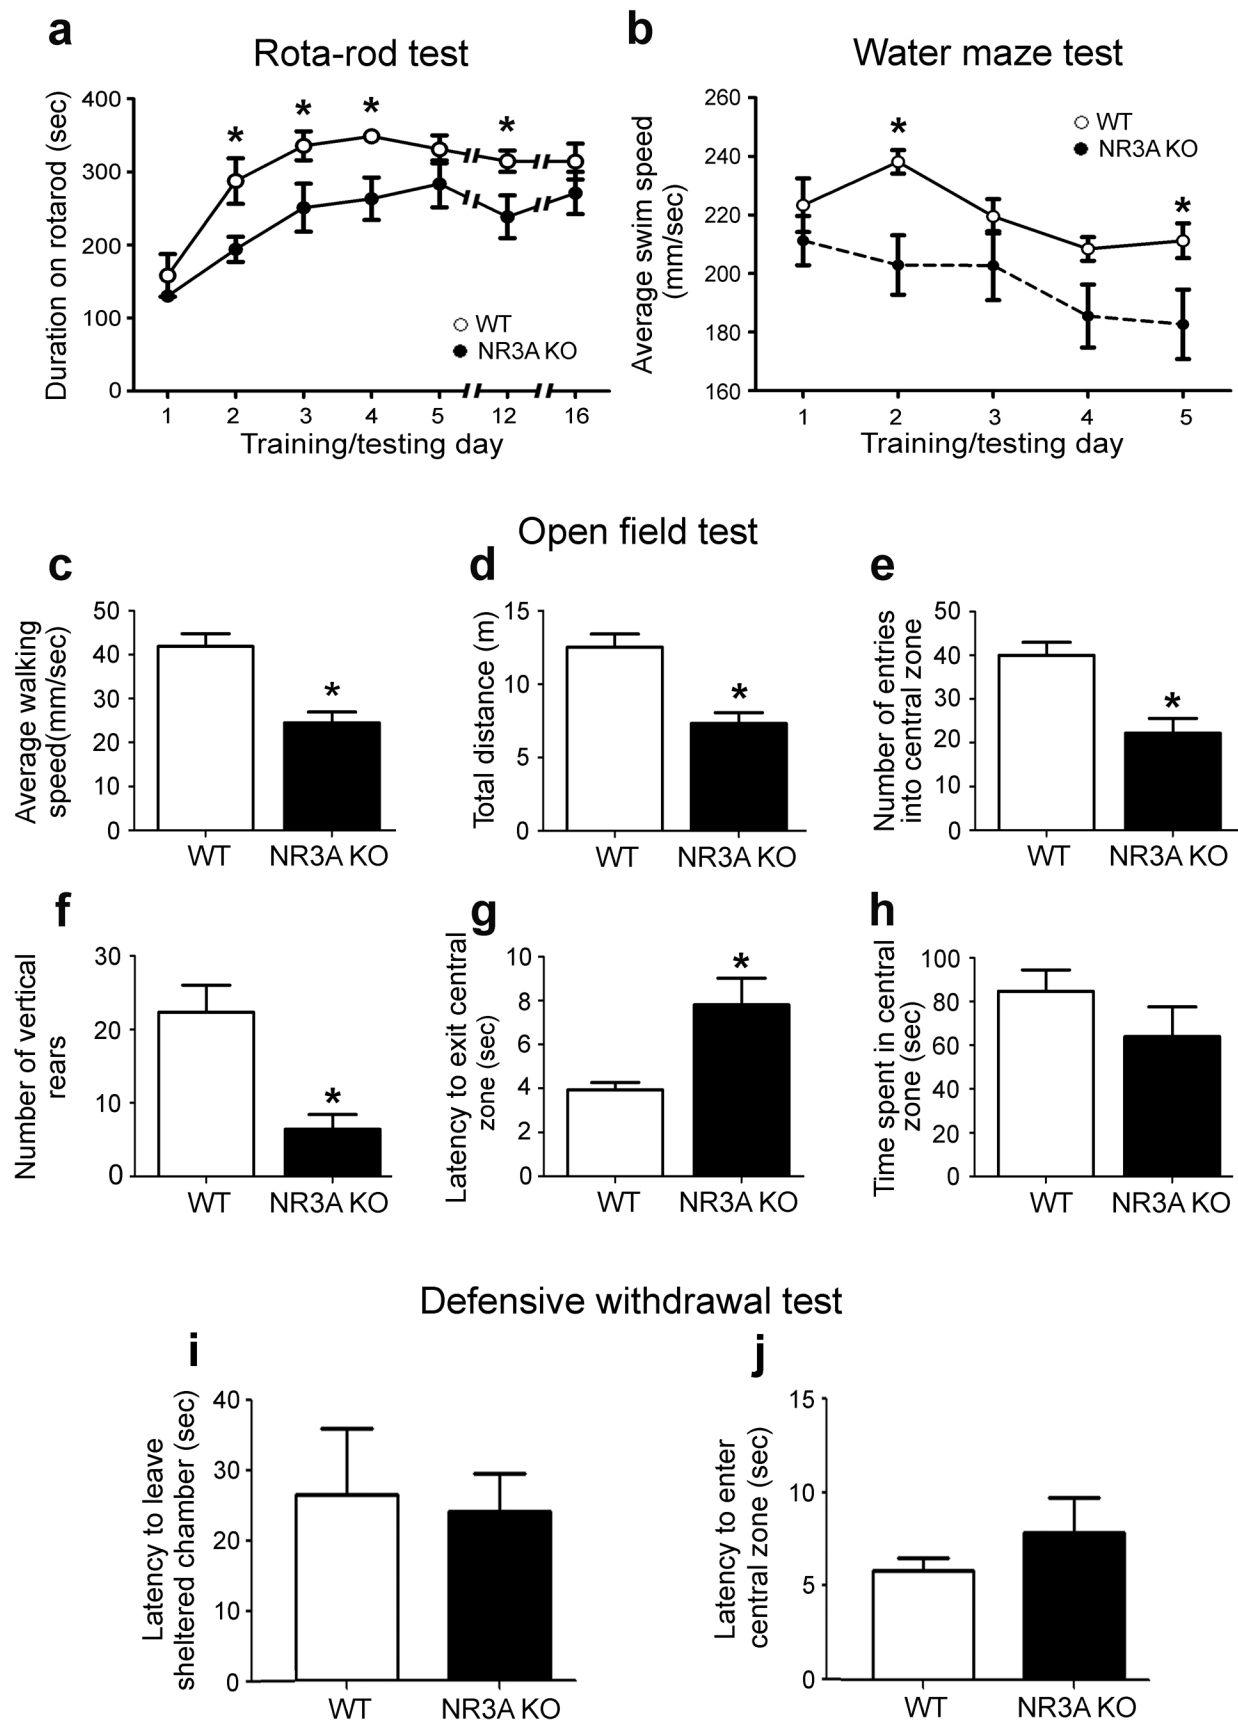 a
Rota-rod test
Duration on rotarod (sec)
400
300
200
100
0
*
*
*
*
WT
NR3A KO
1 2 3 4 5 12 16
Training/testing day
b
Water maze test
Average swim speed
(mm/sec)
260
240
220
200
180
160
*
*
WT
NR3A KO
1 2 3 4 5
Training/testing day
Open field test
c
Average walking
speed(mm/sec)
50
40
30
20
10
0
*
WT NR3A KO
d
Total distance (m)
15
10
5
0
*
WT NR3A KO
e
Number of entries
into central zone
50
40
30
20
10
0
*
WT NR3A KO
f
Number of vertical
rears
30
20
10
0
*
WT NR3A KO
g
Latency to exit central
zone (sec)
10
8
6
4
2
0
*
WT NR3A KO
h
Time spent in central
zone (sec)
100
80
60
40
20
0
WT NR3A KO
Defensive withdrawal test
i
Latency to leave
sheltered chamber (sec)
40
30
20
10
0
WT NR3A KO
j
Latency to enter
central zone (sec)
15
10
5
0
WT NR3A KO